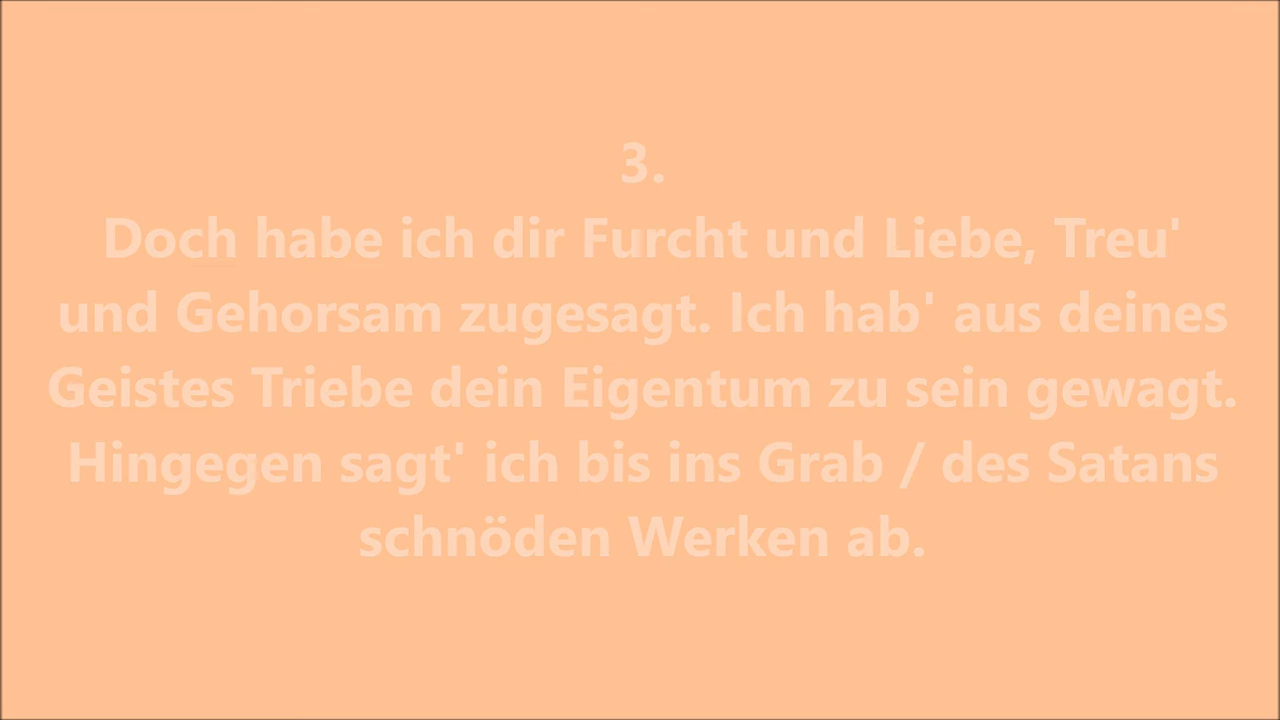 3.
Doch habe ich dir Furcht und Liebe, Treu'
und Gehorsam zugesagt. Ich hab' aus deines
Geistes Triebe dein Eigentum zu sein gewagt.
Hingegen sagt' ich bis ins Grab / des Satans
schnöden Werken ab.